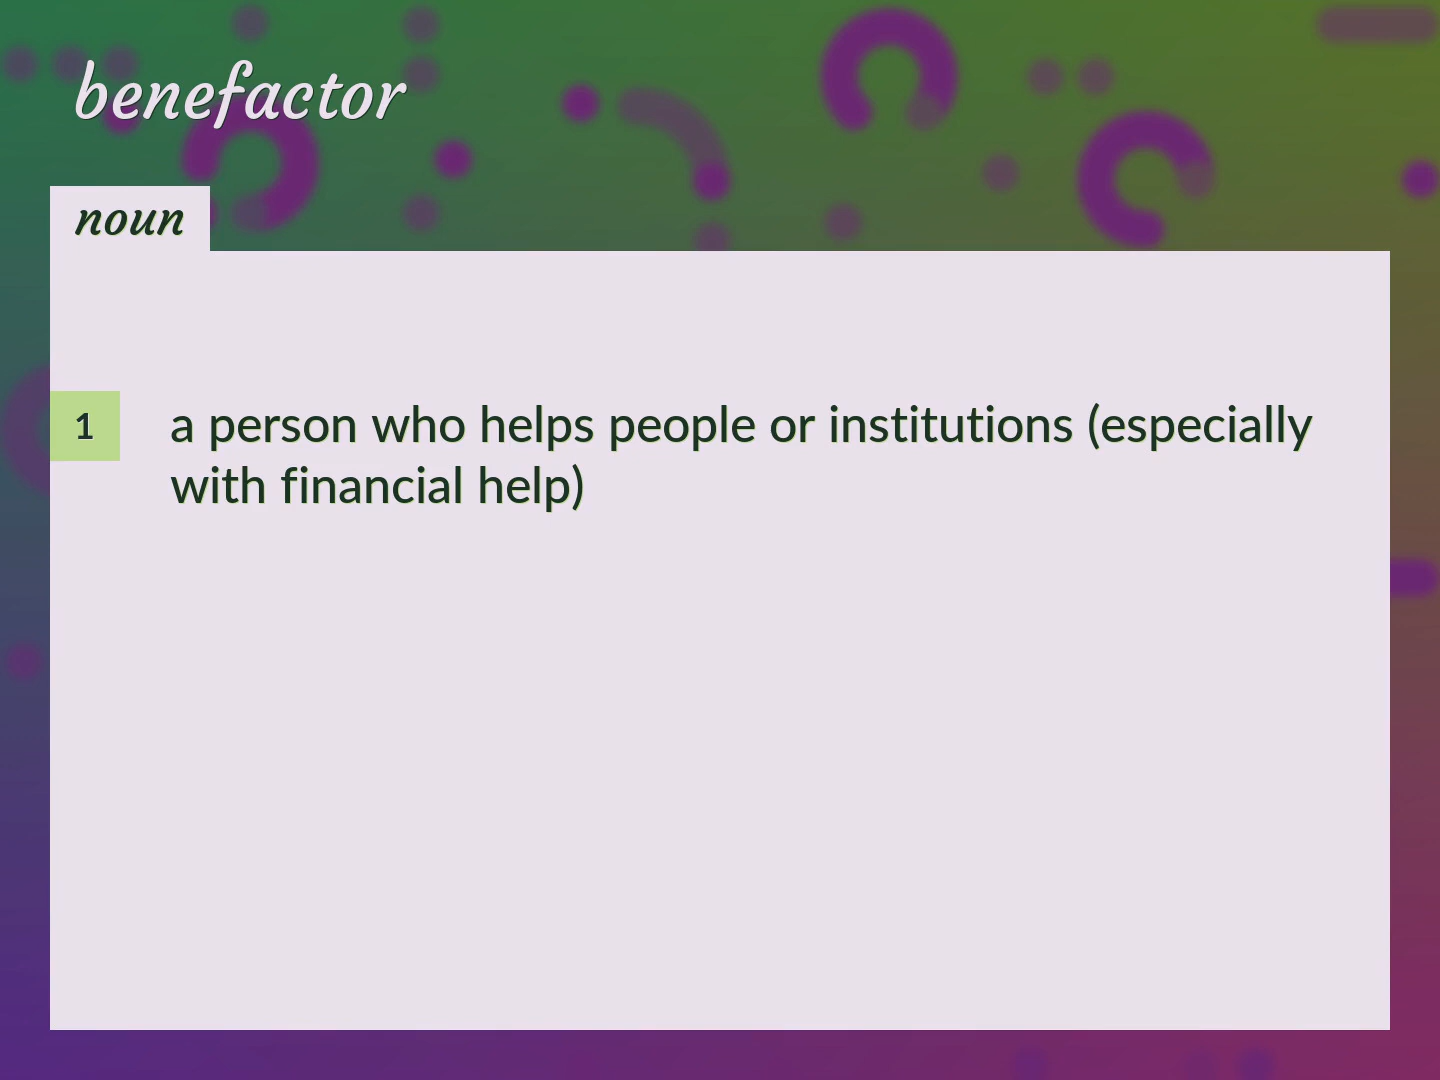 benefactor
noun
1
a person who helps people or institutions (especially
with financial help)